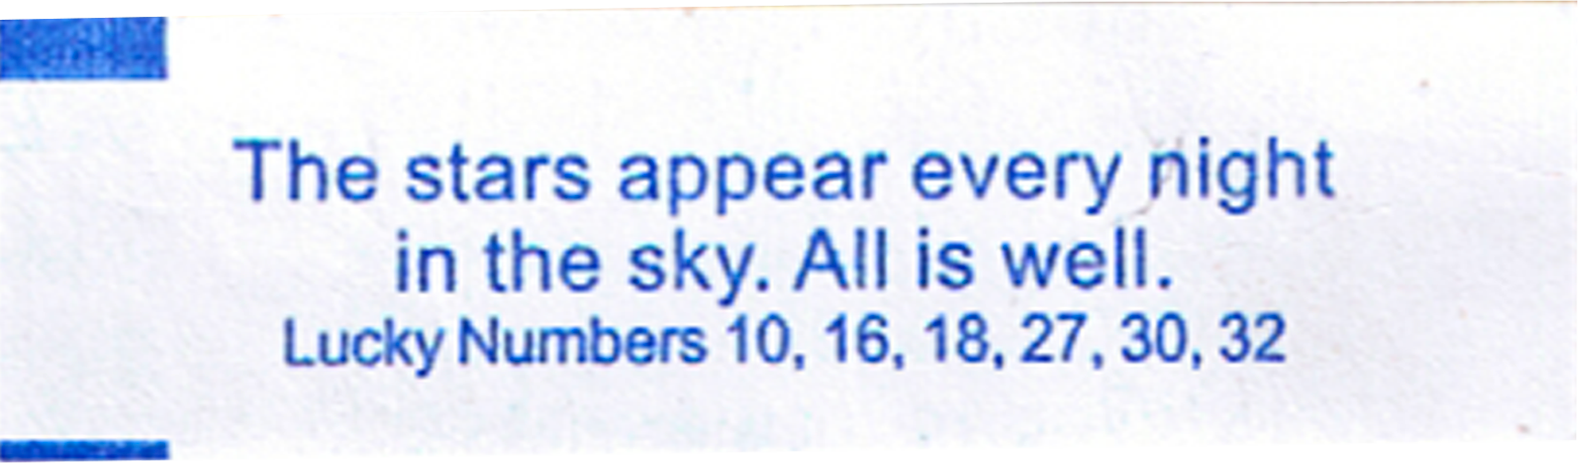 The stars appear every night
in the sky. All is well.
Lucky Numbers 10, 16, 18, 27, 30, 32